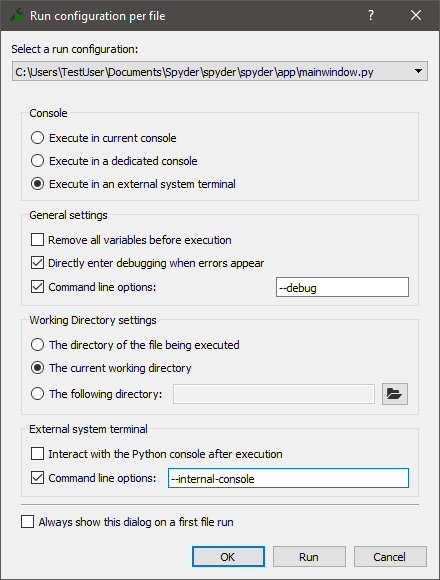 Run configuration per file
?
Select a run configuration:
C:\Users\TestUser\Documents\Spyder\spyder\spyder\app\mainwindow.py
Console
Execute in current console
Execute in a dedicated console
Execute in an external system terminal
General settings
Remove all variables before execution
Directly enter debugging when errors appear
Command line options: --debug
Working Directory settings
The directory of the file being executed
The current working directory
The following directory:
External system terminal
Interact with the Python console after execution
Command line options: --internal-console
Always show this dialog on a first file run
OK Run Cancel